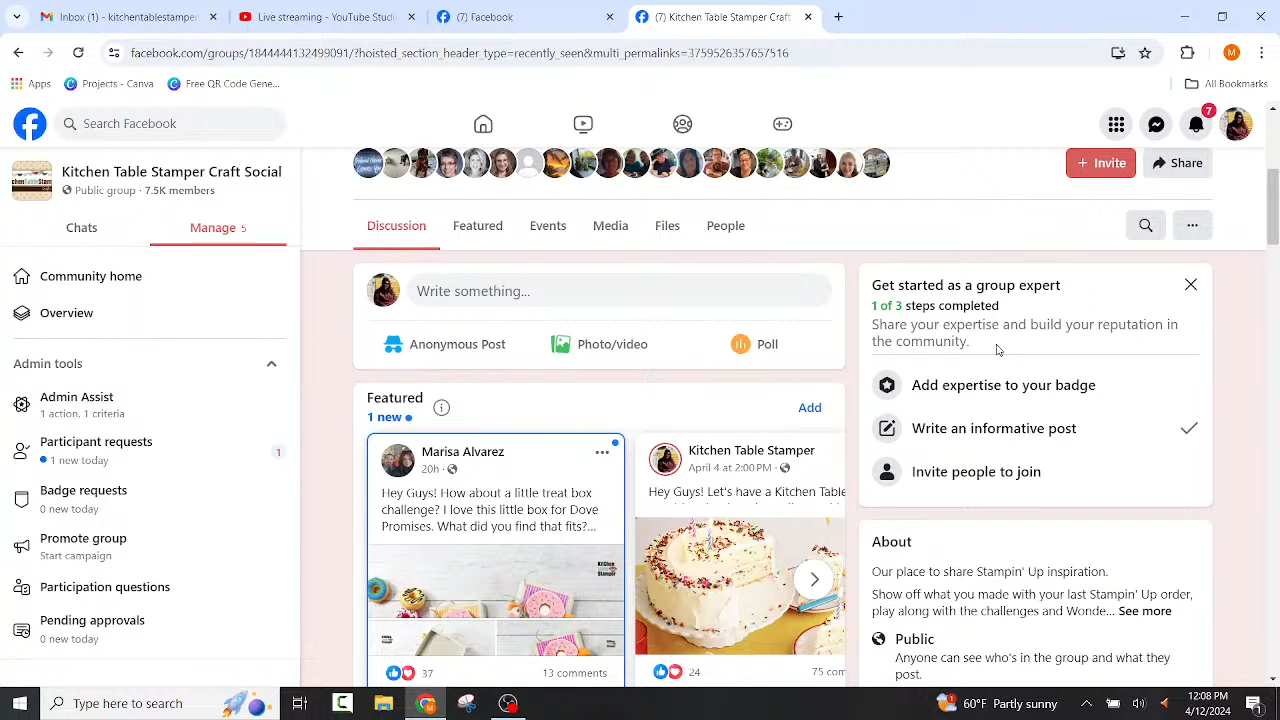 Inbox (1) - kitchentablestamper
Live streaming - YouTube Studi
(7) Facebook
(7) Kitchen Table Stamper Craft
facebook.com/groups/1844444132499091/?hoisted_section_header_type=recently_seen&multi_permalinks=3759526357657516
M
Apps
Projects - Canva
Free QR Code Gene...
All Bookmarks
Search Facebook
7
Kitchen Table Stamper Craft Social
Public group · 7.5K members
+ Invite
Share
Chats
Manage 5
Discussion
Featured
Events
Media
Files
People
Community home
Overview
Admin tools
Admin Assist
1 action, 1 criteria
Participant requests
1 new today
1
Badge requests
0 new today
Promote group
Start campaign
Participation questions
Pending approvals
0 new today
Write something...
Anonymous Post
Photo/video
Poll
Featured
1 new
Add
Marisa Alvarez
20h ·
Hey Guys! How about a little treat box
challenge? I love this little box for Dove
Promises. What did you find that fits?...
37
13 comments
Kitchen Table Stamper
April 4 at 2:00 PM ·
Hey Guys! Let's have a Kitchen Table
24
75 com
Get started as a group expert
1 of 3 steps completed
Share your expertise and build your reputation in
the community.
Add expertise to your badge
Write an informative post
Invite people to join
About
Our place to share Stampin' Up inspiration.
Show off what you made with your last Stampin' Up order,
play along with the challenges and Wonde... See more
Public
Anyone can see who's in the group and what they
post.
Type here to search
60°F Partly sunny
12:08 PM
4/12/2024